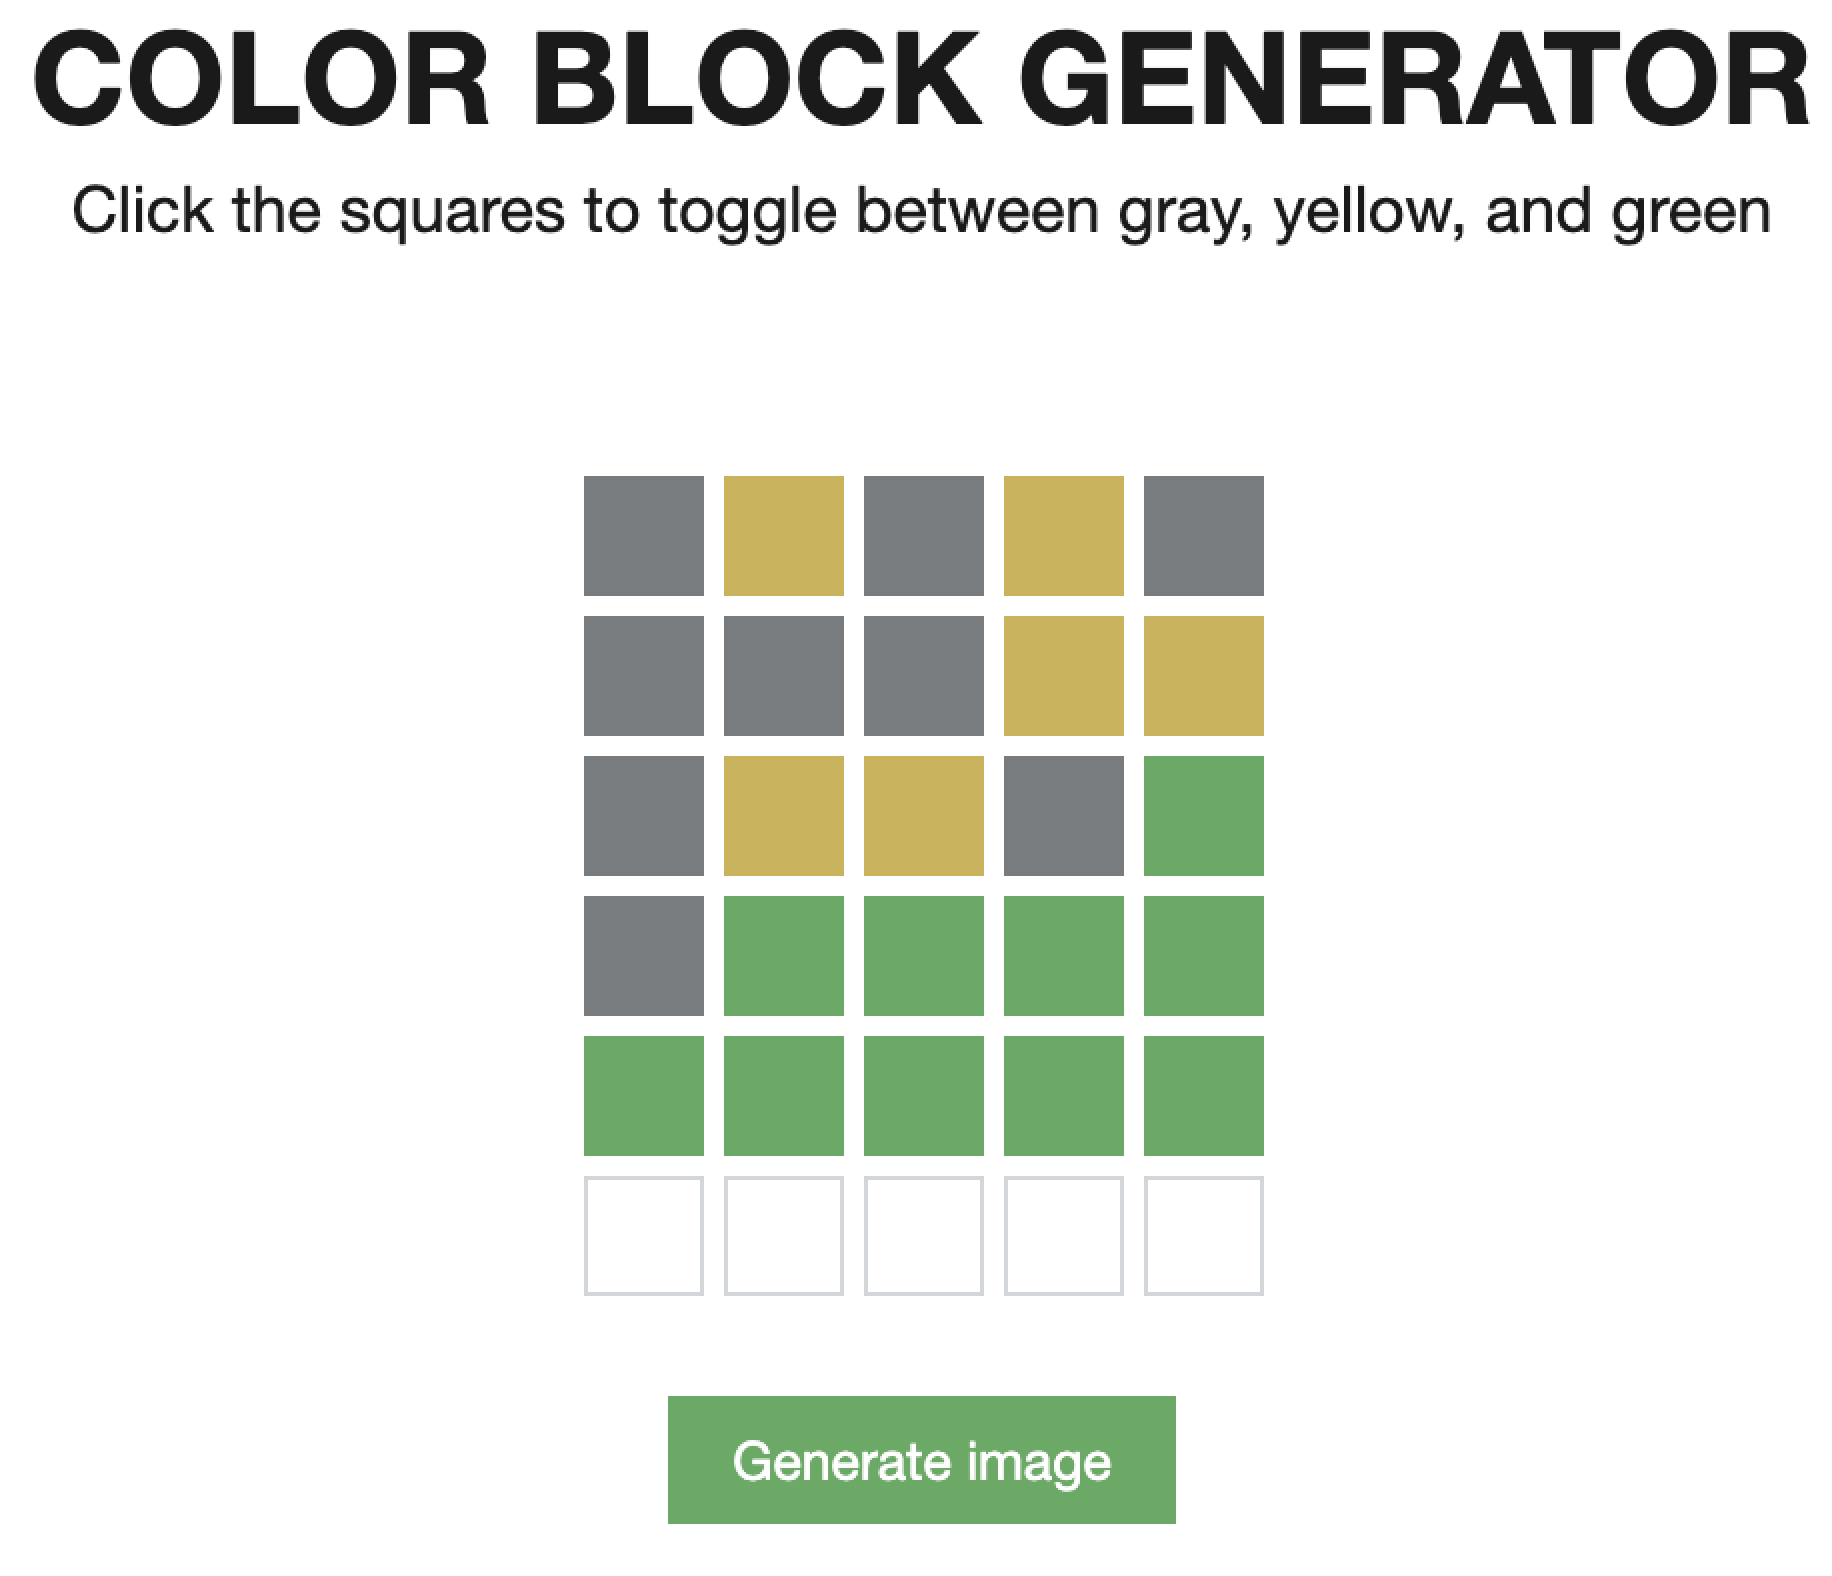 COLOR BLOCK GENERATOR
Click the squares to toggle between gray, yellow, and green
Generate image